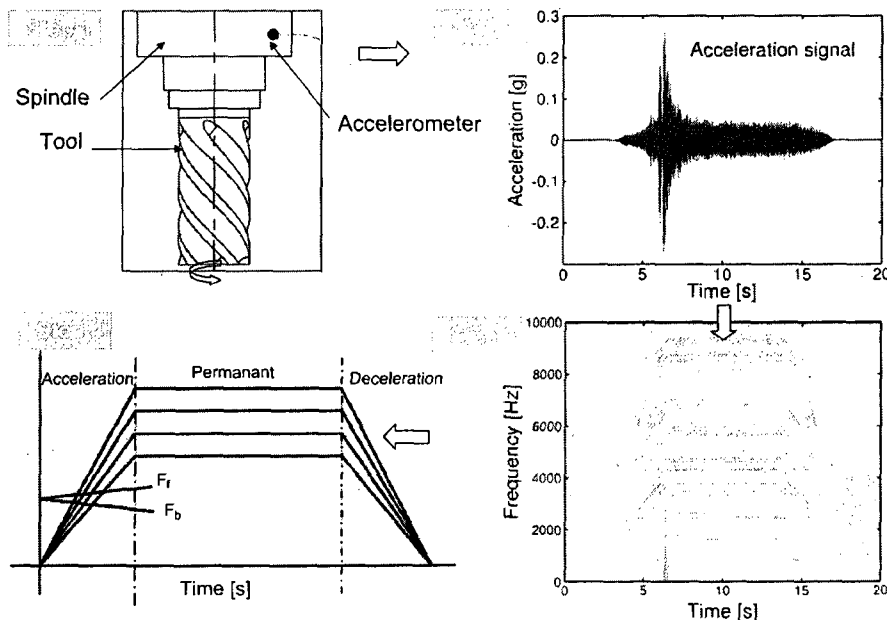 Spindle
Tool
Accelerometer
Acceleration signal
Acceleration [g]
0.3
0.2
0.1
0
-0.1
-0.2
0 5 10 15 20
Time [s]
Acceleration Permanant Deceleration
Ff
Fb
Time [s]
Frequency [Hz]
10000
8000
6000
4000
2000
0
0 5 10 15 20
Time [s]